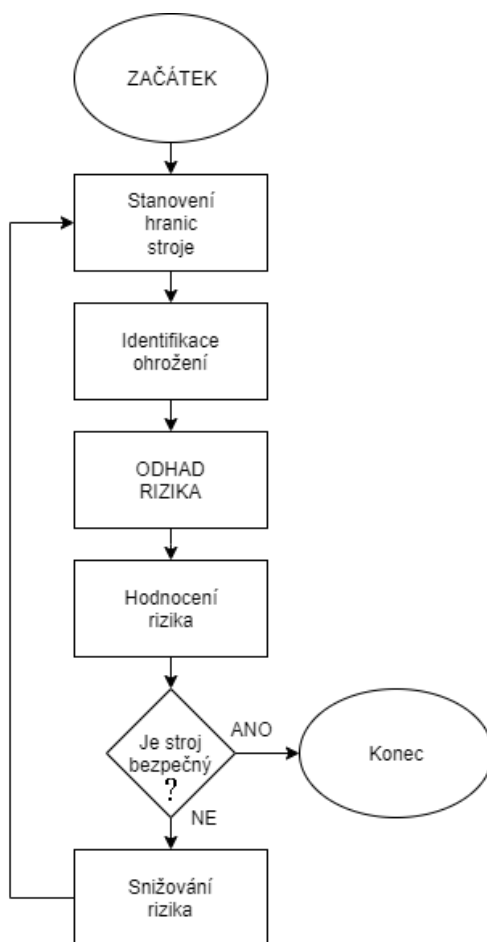 ZAČÁTEK
Stanovení
hranic
stroje
Identifikace
ohrožení
ODHAD
RIZIKA
Hodnocení
rizika
Je stroj
bezpečný
?
ANO
Konec
NE
Snižování
rizika